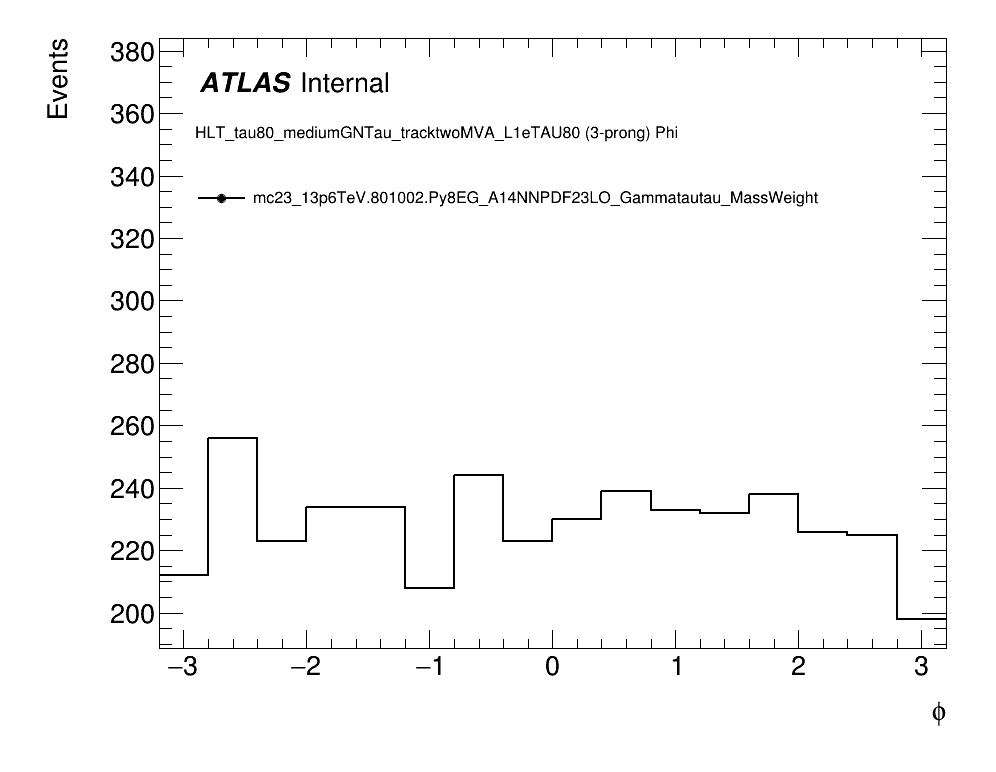 Events
380
360
340
320
300
280
260
240
220
200
ATLAS Internal
HLT_tau80_mediumGNTau_tracktwoMVA_L1eTAU80 (3-prong) Phi
mc23_13p6TeV.801002.Py8EG_A14NNPDF23LO_Gammatautau_MassWeight
−3 −2 −1 0 1 2 3
ϕ